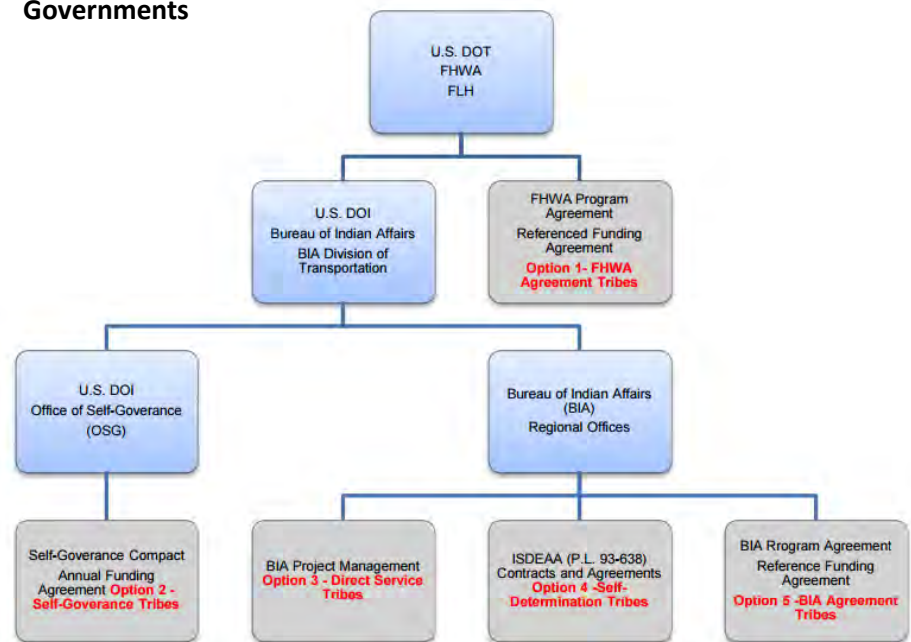 Governments
U.S. DOT
FHWA
FLH
U.S. DOI
Bureau of Indian Affairs
BIA Division of
Transportation
FHWA Program
Agreement
Referenced Funding
Agreement
Option 1- FHWA
Agreement Tribes
U.S. DOI
Office of Self-Goverance
(OSG)
Bureau of Indian Affairs
(BIA)
Regional Offices
Self-Goverance Compact
Annual Funding
Agreement Option 2 -
Self-Goverance Tribes
BIA Project Management
Option 3 - Direct Service
Tribes
ISDEAA (P.L. 93-638)
Contracts and Agreements
Option 4 -Self-
Determination Tribes
BIA Rrogram Agreement
Reference Funding
Agreement
Option 5 -BIA Agreement
Tribes